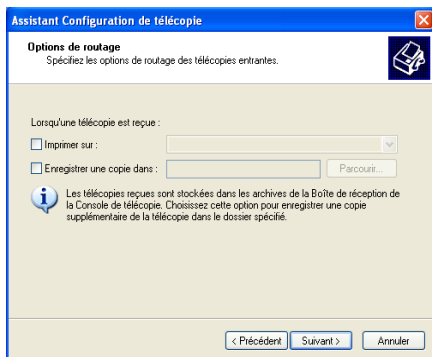 Assistant Configuration de télécopie
Options de routage
Spécifiez les options de routage des télécopies entrantes.
Lorsqu'une télécopie est reçue :
Imprimer sur :
Enregistrer une copie dans :
Parcourir...
Les télécopies reçues sont stockées dans les archives de la Boîte de réception de
la Console de télécopie. Choisissez cette option pour enregistrer une copie
supplémentaire de la télécopie dans le dossier spécifié.
< Précédent
Suivant >
Annuler